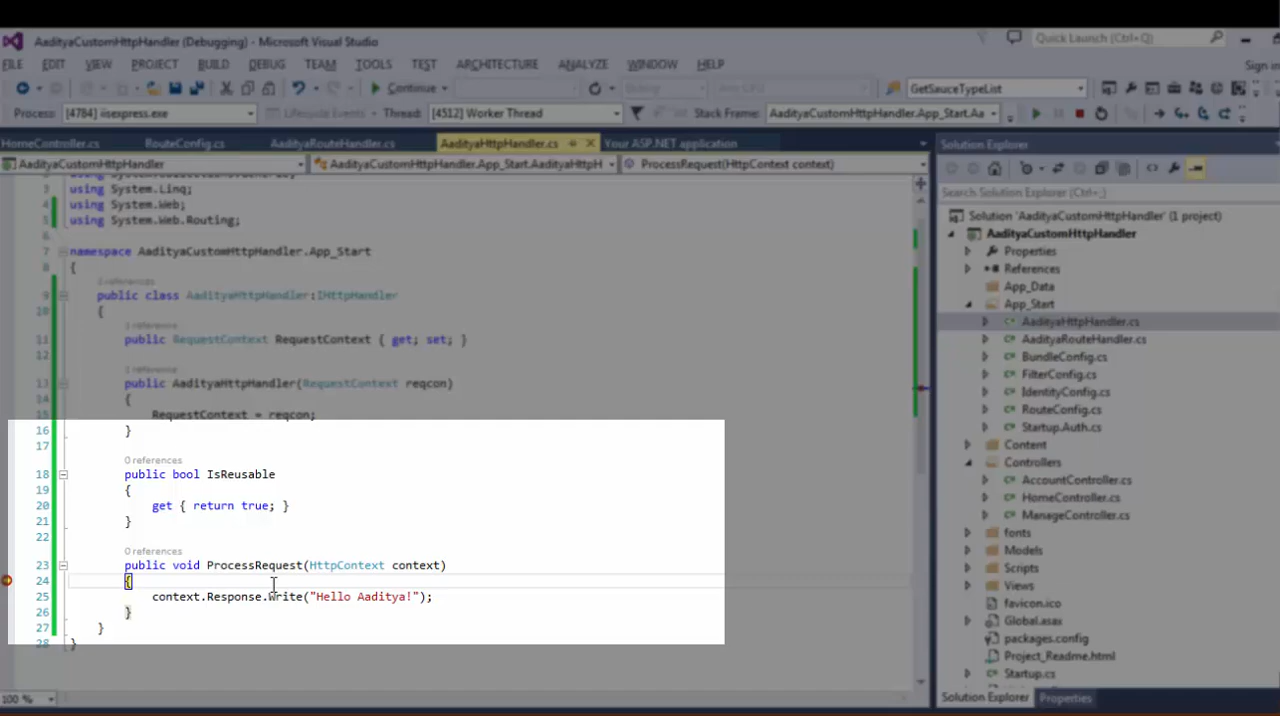 AadityaCustomHttpHandler (Debugging) - Microsoft Visual Studio
Quick Launch (Ctrl+Q)
FILE EDIT VIEW PROJECT BUILD DEBUG TEAM TOOLS TEST ARCHITECTURE ANALYZE WINDOW HELP
Sign in
Continue
GetSauceTypeList
Process: [4784] iisexpress.exe Lifecycle Events Thread: [4512] Worker Thread Stack Frame: AadityaCustomHttpHandler.App_Start.Aa
HomeController.cs RouteConfig.cs AadityaRouteHandler.cs AadityaHttpHandler.cs Your ASP.NET application
AadityaCustomHttpHandler AadityaCustomHttpHandler.App_Start.AadityaHttpH ProcessRequest(HttpContext context)
3 using System.Linq;
4 using System.Web;
5 using System.Web.Routing;
6
7 namespace AadityaCustomHttpHandler.App_Start
8 {
2 references
9 public class AadityaHttpHandler:IHttpHandler
10 {
1 reference
11 public RequestContext RequestContext { get; set; }
12
1 reference
13 public AadityaHttpHandler(RequestContext reqcon)
14 {
15 RequestContext = reqcon;
16 }
17
0 references
18 public bool IsReusable
19 {
20 get { return true; }
21 }
22
0 references
23 public void ProcessRequest(HttpContext context)
24 {
25 context.Response.Write("Hello Aaditya!");
26 }
27 }
28 }
100 %
Solution Explorer
Search Solution Explorer (Ctrl+;)
Solution 'AadityaCustomHttpHandler' (1 project)
AadityaCustomHttpHandler
Properties
References
App_Data
App_Start
AadityaHttpHandler.cs
AadityaRouteHandler.cs
BundleConfig.cs
FilterConfig.cs
IdentityConfig.cs
RouteConfig.cs
Startup.Auth.cs
Content
Controllers
AccountController.cs
HomeController.cs
ManageController.cs
fonts
Models
Scripts
Views
favicon.ico
Global.asax
packages.config
Project_Readme.html
Startup.cs
Solution Explorer Properties